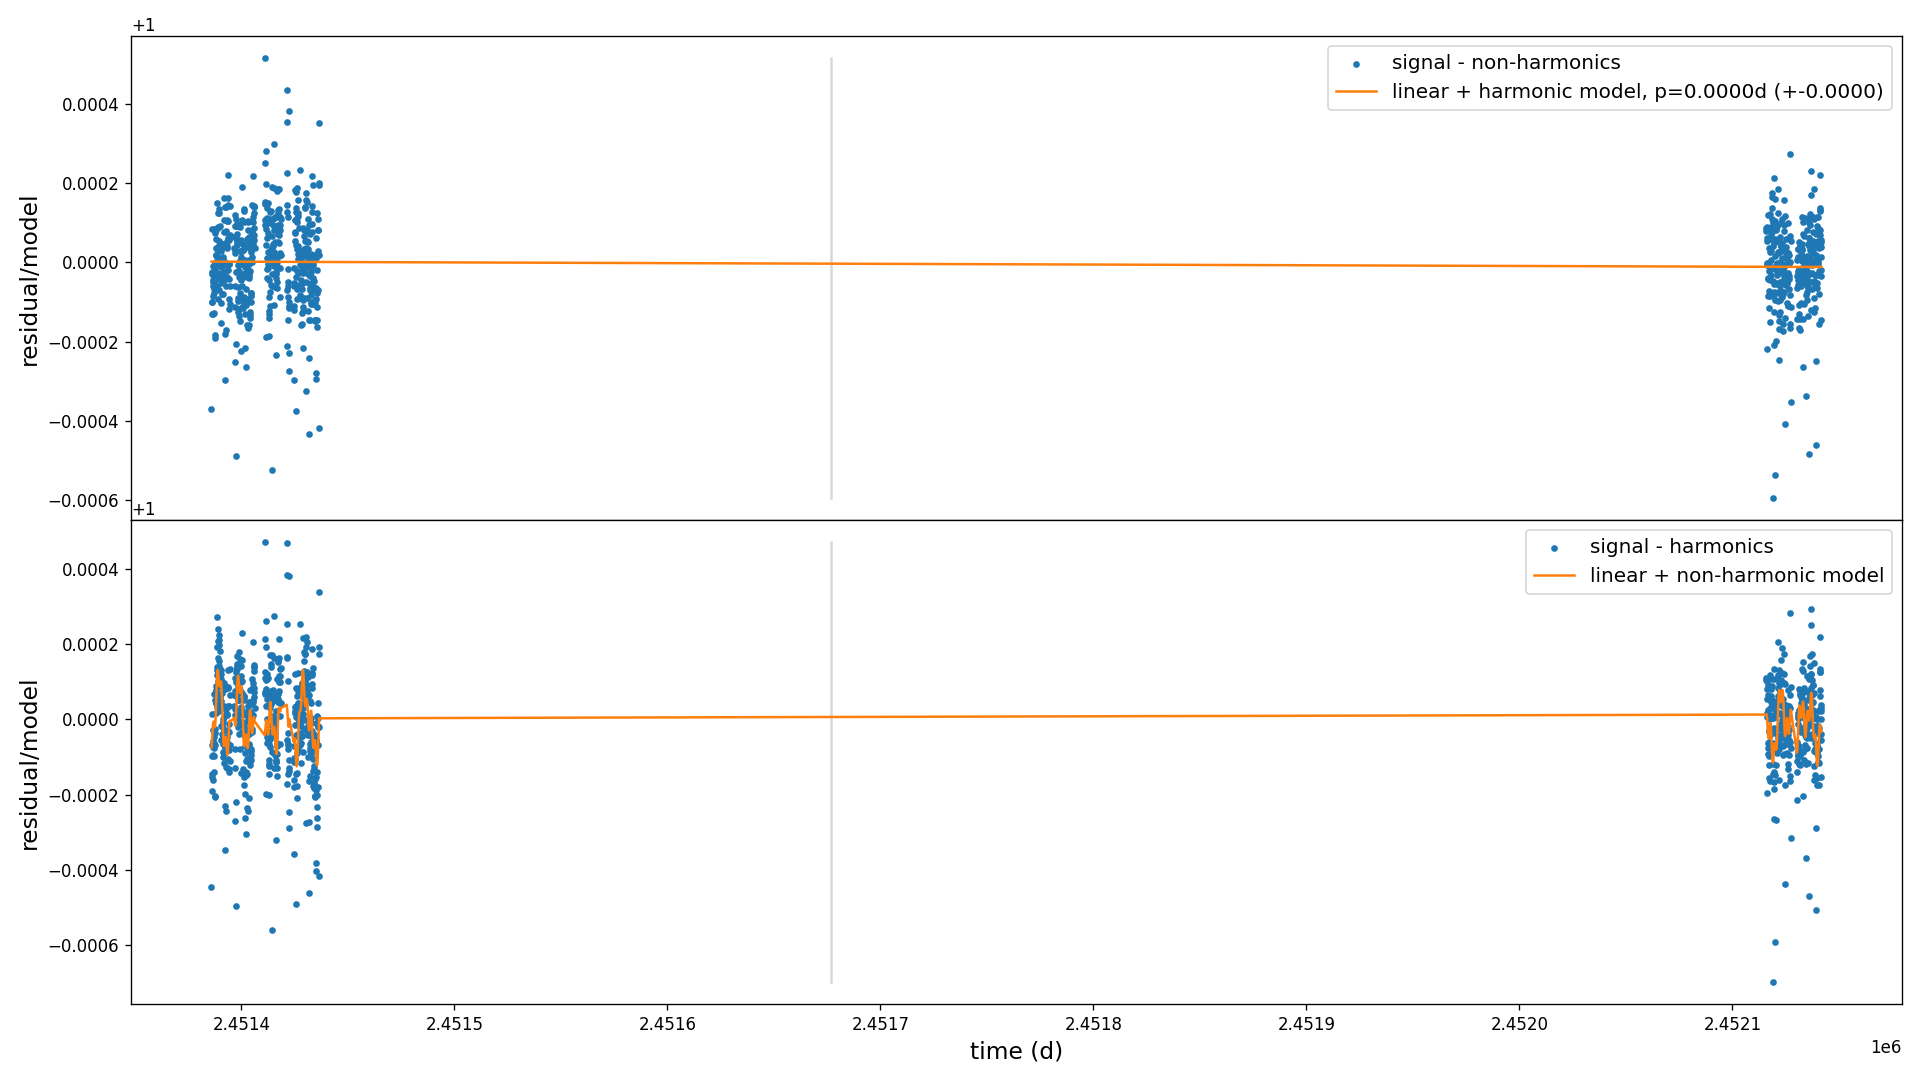 +1
signal - non-harmonics
linear + harmonic model, p=0.0000d (+-0.0000)
residual/model
0.0004
0.0002
0.0000
−0.0002
−0.0004
−0.0006
+1
signal - harmonics
linear + non-harmonic model
residual/model
0.0004
0.0002
0.0000
−0.0002
−0.0004
−0.0006
2.4514 2.4515 2.4516 2.4517 2.4518 2.4519 2.4520 2.4521
1e6
time (d)